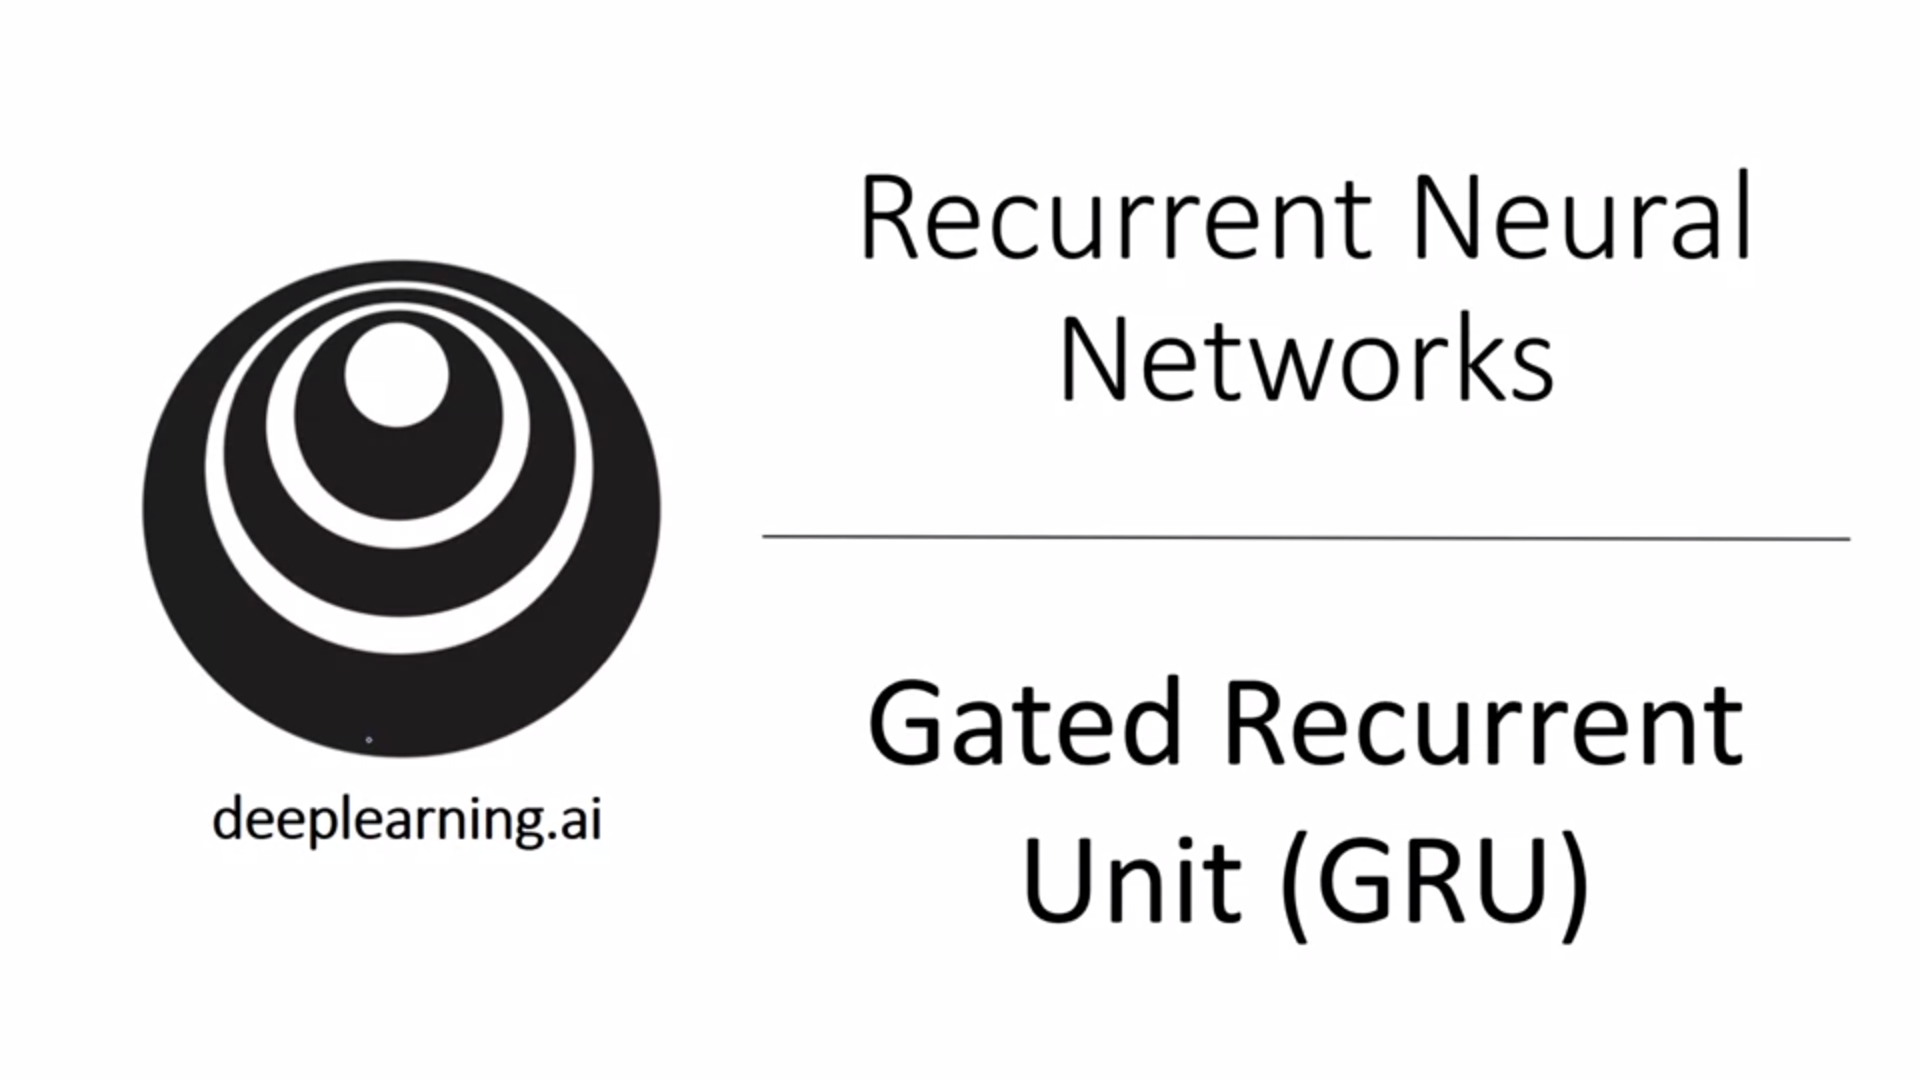 Recurrent Neural
Networks
deeplearning.ai
Gated Recurrent
Unit (GRU)